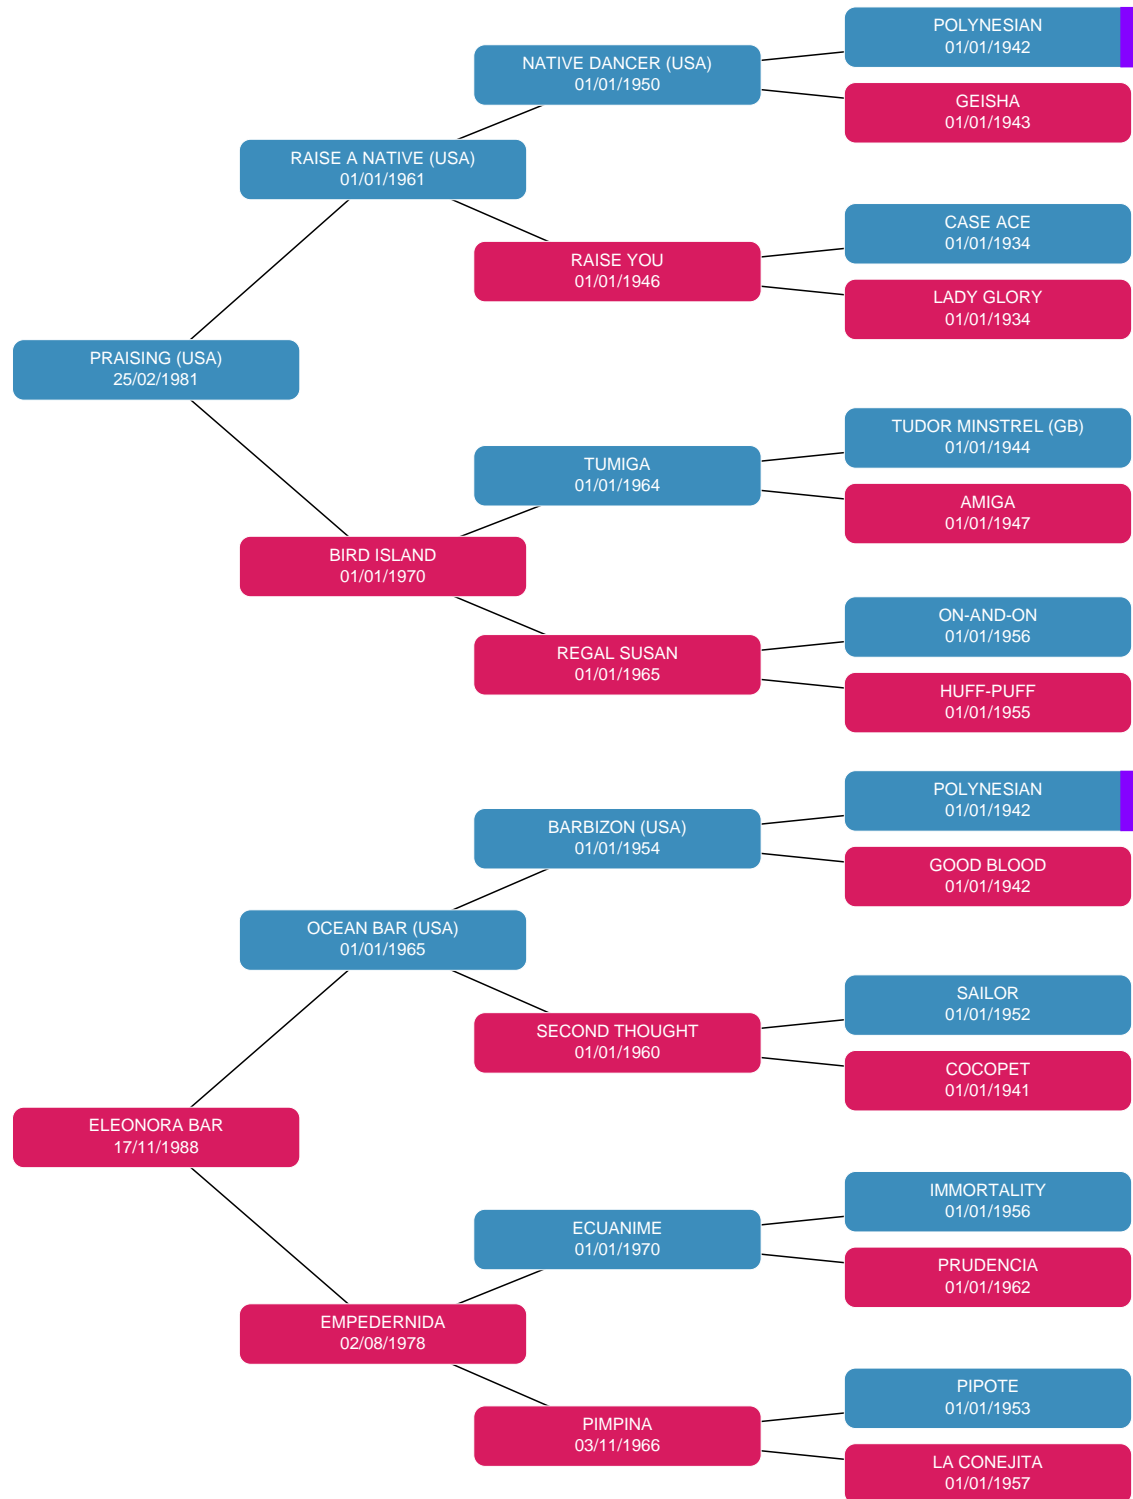 POLYNESIAN
01/01/1942
NATIVE DANCER (USA)
01/01/1950
GEISHA
01/01/1943
RAISE A NATIVE (USA)
01/01/1961
CASE ACE
01/01/1934
RAISE YOU
01/01/1946
LADY GLORY
01/01/1934
PRAISING (USA)
25/02/1981
TUDOR MINSTREL (GB)
01/01/1944
TUMIGA
01/01/1964
AMIGA
01/01/1947
BIRD ISLAND
01/01/1970
ON-AND-ON
01/01/1956
REGAL SUSAN
01/01/1965
HUFF-PUFF
01/01/1955
POLYNESIAN
01/01/1942
BARBIZON (USA)
01/01/1954
GOOD BLOOD
01/01/1942
OCEAN BAR (USA)
01/01/1965
SAILOR
01/01/1952
SECOND THOUGHT
01/01/1960
COCOPET
01/01/1941
ELEONORA BAR
17/11/1988
IMMORTALITY
01/01/1956
ECUANIME
01/01/1970
PRUDENCIA
01/01/1962
EMPEDERNIDA
02/08/1978
PIPOTE
01/01/1953
PIMPINA
03/11/1966
LA CONEJITA
01/01/1957